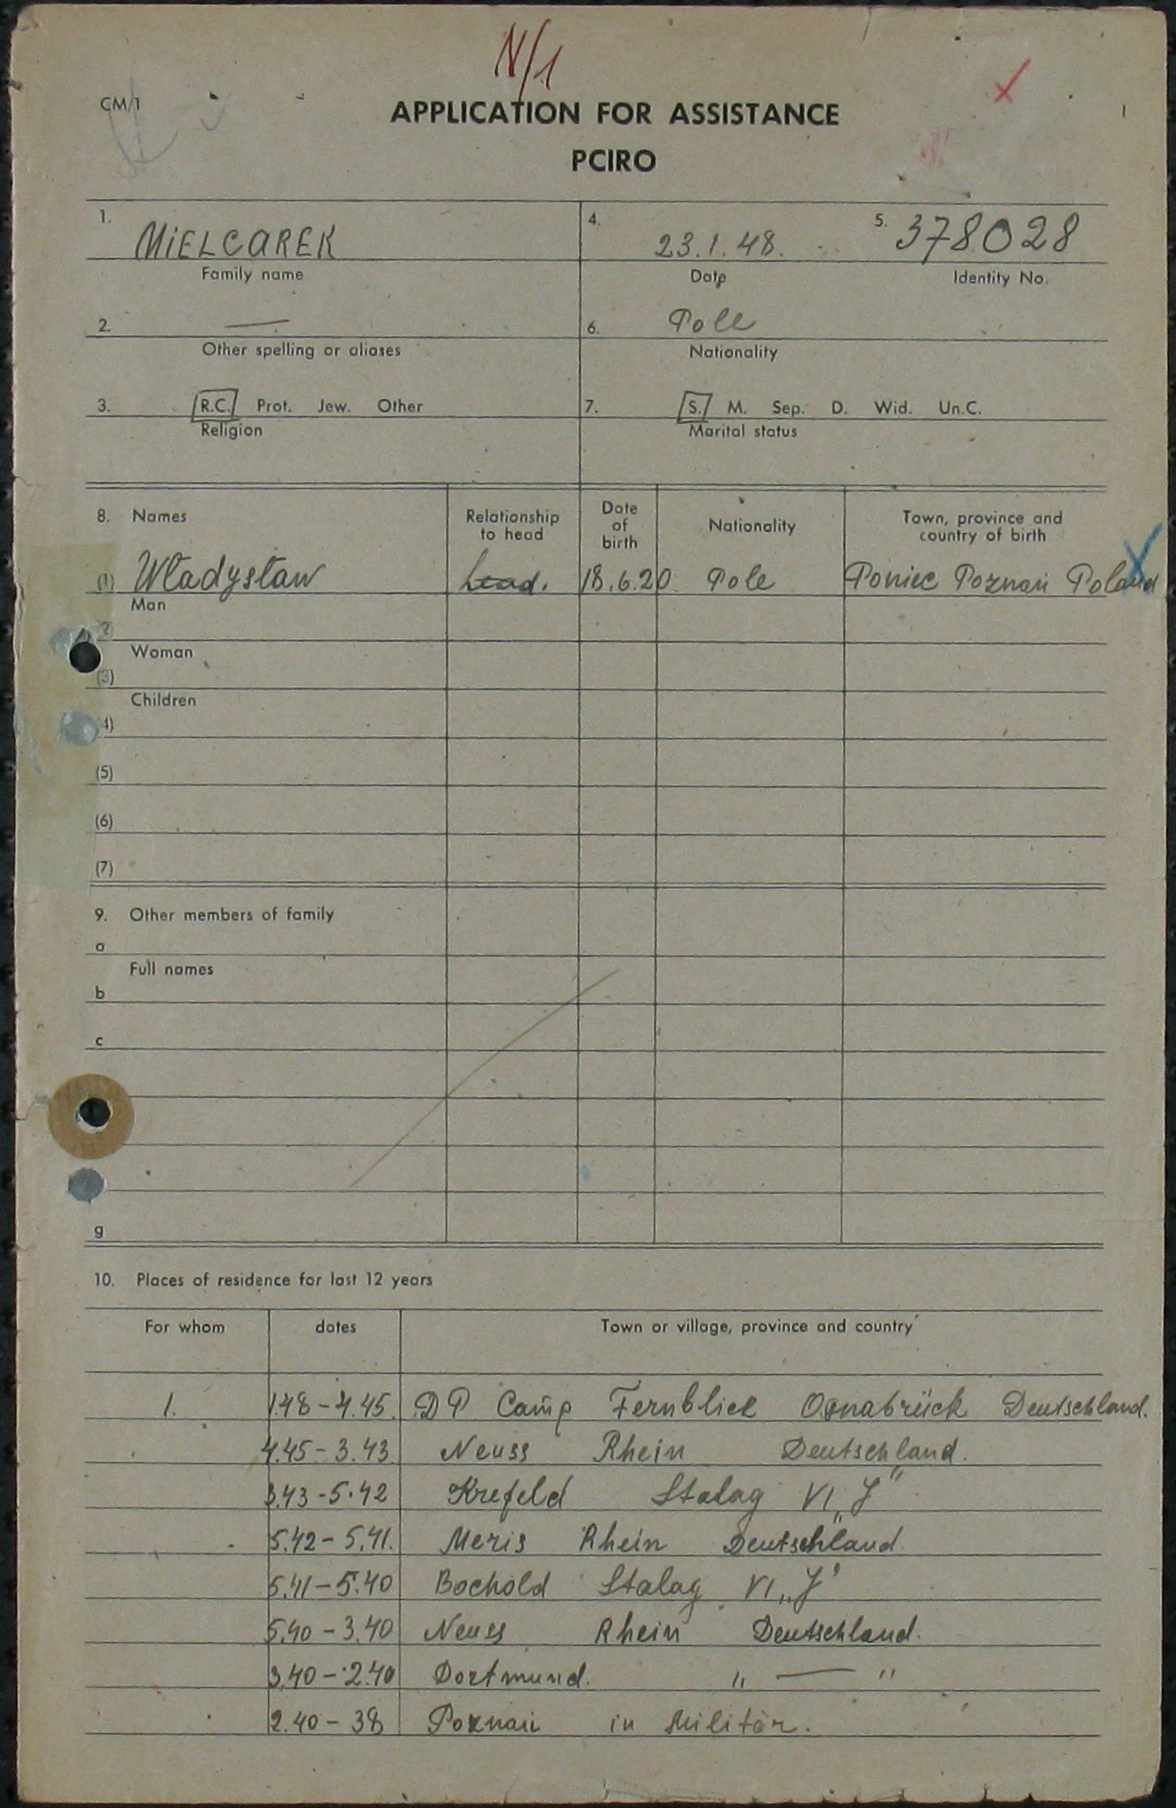 N/1
CM/1
APPLICATION FOR ASSISTANCE
PCIRO
1. MIELCAREK
Family name
4. 23.1.48.
Date
5. 378028
Identity No.
2. —
Other spelling or aliases
6. Pole
Nationality
3. R.C. Prot. Jew. Other
Religion
7. S. M. Sep. D. Wid. Un.C.
Marital status
8. Names Relationship to head Date of birth Nationality Town, province and country of birth
(1) Władysław head. 18.6.20. Pole Poniec Poznań Poland
Man
(2)
Woman
(3)
Children
(4)
(5)
(6)
(7)
9. Other members of family
a
Full names
b
c
g
10. Places of residence for last 12 years
For whom dates Town or village, province and country
1. 1.48 – 4.45. DP Camp Fernblick Osnabrück Deutschland.
4.45 – 3.43 Neuss Rhein Deutschland.
3.43 – 5.42 Krefeld Stalag VI „J“
5.42 – 5.41. Rhein Deutschland.
5.41 – 5.40 Bochold Stalag VI „J“
5.40 – 3.40 Neuss Rhein Deutschland.
3.40 – 2.40 Dortmund. „ — “
2.40 – 38 Poznań in Militär.